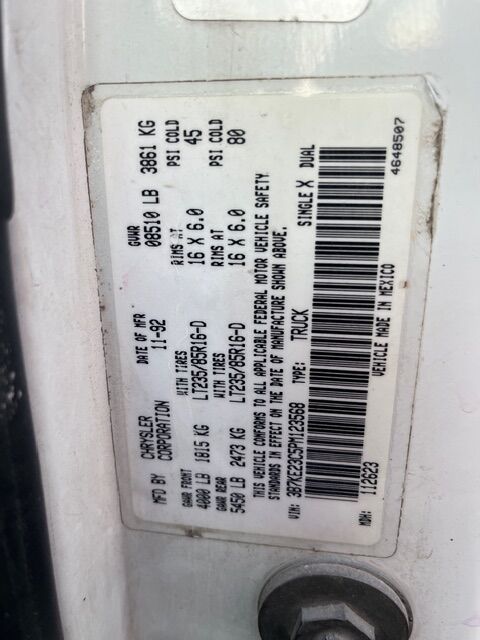 MFD BY CHRYSLER CORPORATION DATE OF MFR 11-92 GVWR 08510 LB 3861 KG
GAWR FRONT WITH TIRES RIMS AT PSI COLD
4000 LB 1815 KG LT235/85R16-D 16 X 6.0 45
GAWR REAR WITH TIRES RIMS AT PSI COLD
5450 LB 2473 KG LT235/85R16-D 16 X 6.0 80
THIS VEHICLE CONFORMS TO ALL APPLICABLE FEDERAL MOTOR VEHICLE SAFETY
STANDARDS IN EFFECT ON THE DATE OF MANUFACTURE SHOWN ABOVE.
VIN: 3B7KE23C5PM123568 TYPE: TRUCK SINGLE X DUAL
MDH: 112623 VEHICLE MADE IN MEXICO 4648507